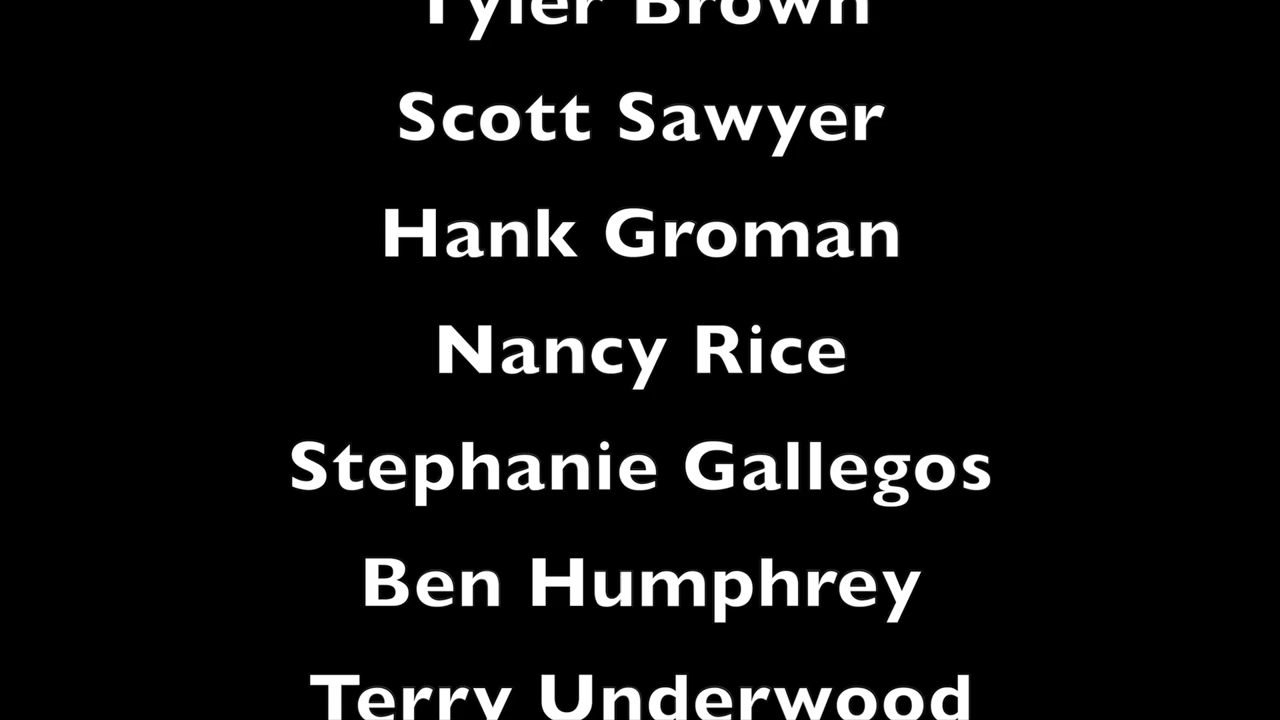 Tyler Brown
Scott Sawyer
Hank Groman
Nancy Rice
Stephanie Gallegos
Ben Humphrey
Terry Underwood